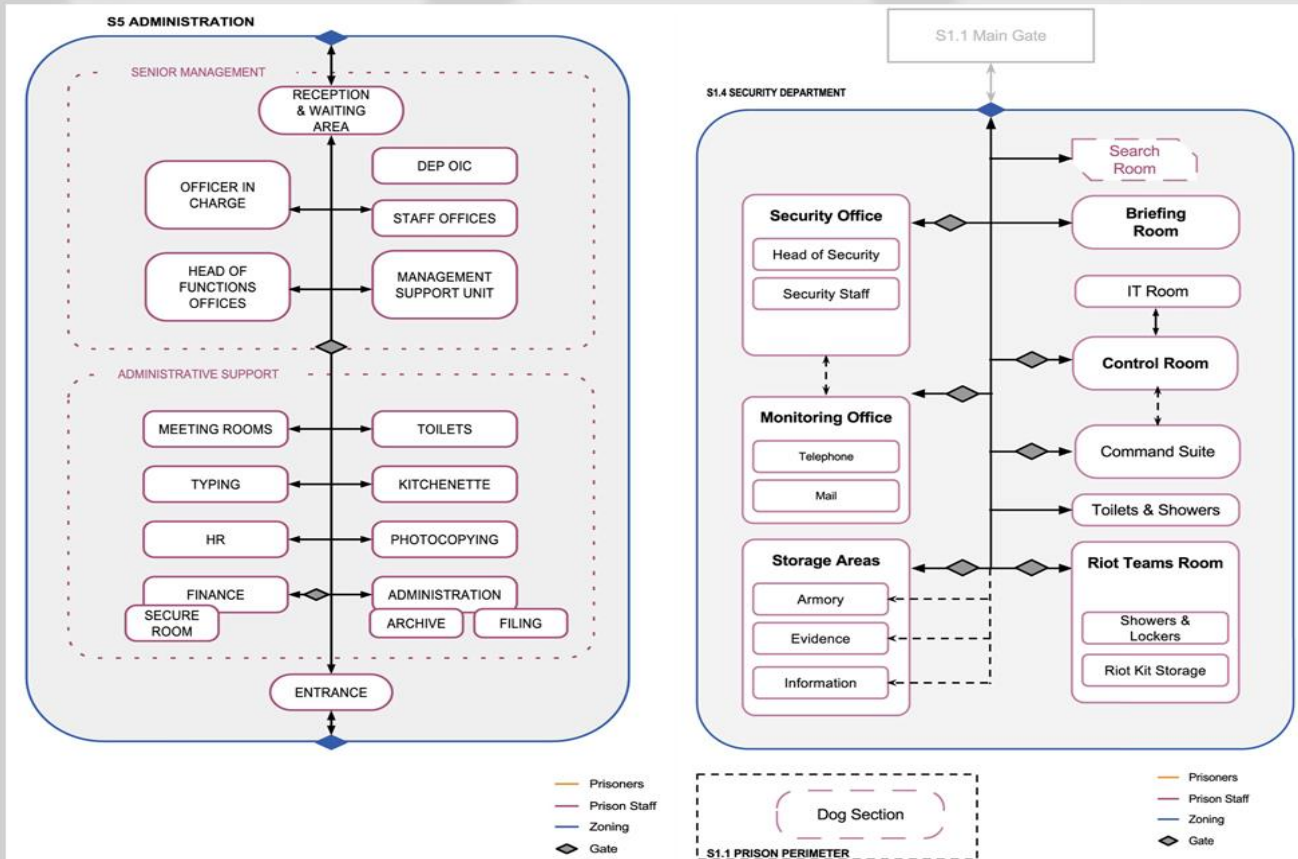 S5 ADMINISTRATION
SENIOR MANAGEMENT
RECEPTION
& WAITING
AREA
OFFICER IN
CHARGE
DEP OIC
STAFF OFFICES
HEAD OF
FUNCTIONS
OFFICES
MANAGEMENT
SUPPORT UNIT
ADMINISTRATIVE SUPPORT
MEETING ROOMS
TOILETS
TYPING
KITCHENETTE
HR
PHOTOCOPYING
FINANCE
SECURE
ROOM
ADMINISTRATION
ARCHIVE
FILING
ENTRANCE
Prisoners
Prison Staff
Zoning
Gate
S1.1 Main Gate
S1.4 SECURITY DEPARTMENT
Search
Room
Security Office
Head of Security
Security Staff
Briefing
Room
IT Room
Control Room
Monitoring Office
Telephone
Mail
Command Suite
Toilets & Showers
Storage Areas
Armory
Evidence
Information
Riot Teams Room
Showers &
Lockers
Riot Kit Storage
Dog Section
S1.1 PRISON PERIMETER
Prisoners
Prison Staff
Zoning
Gate